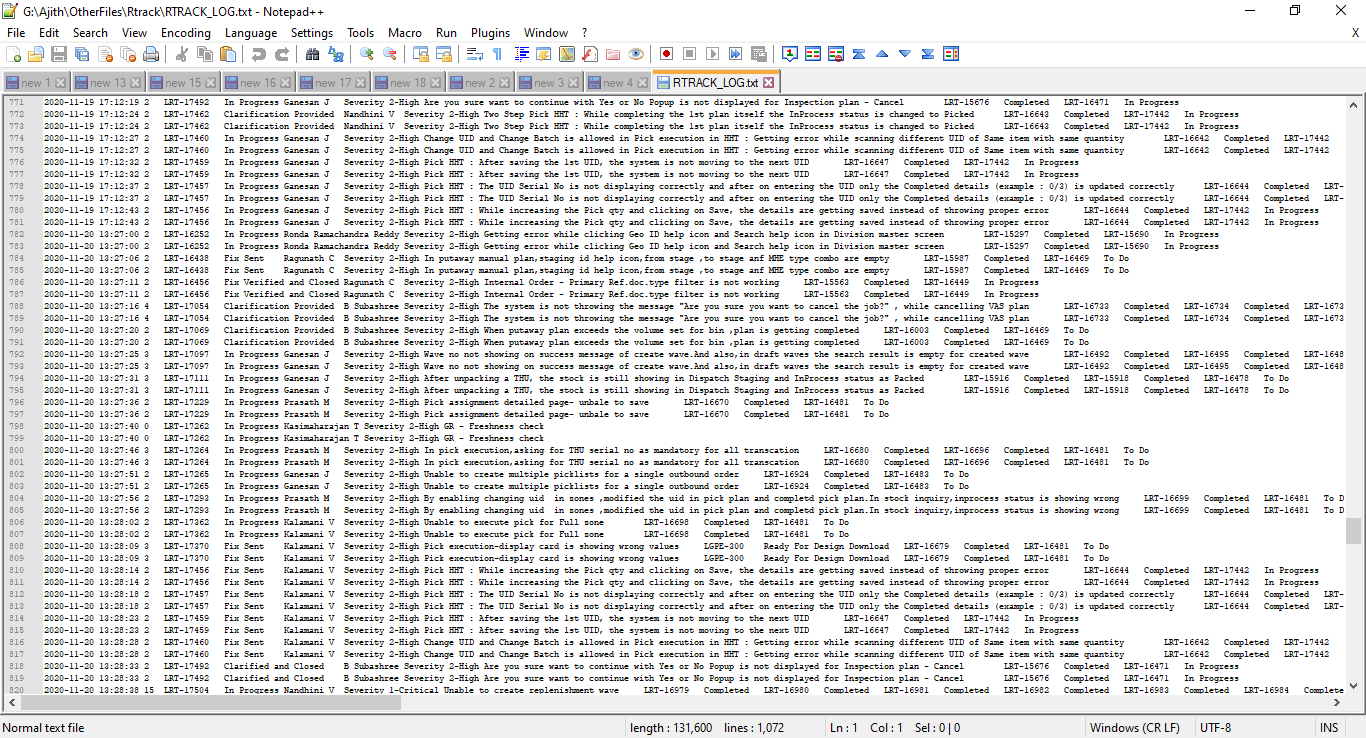 G:\Ajith\OtherFiles\Rtrack\RTRACK_LOG.txt - Notepad++
File Edit Search View Encoding Language Settings Tools Macro Run Plugins Window ? X
new 1 new 13 new 15 new 16 new 17 new 18 new 2 new 3 new 4 RTRACK_LOG.txt
771 2020-11-19 17:12:19 2 LRT-17492 In Progress Ganesan J Severity 2-High Are you sure want to continue with Yes or No Popup is not displayed for Inspection plan - Cancel LRT-15676 Completed LRT-16471 In Progress
772 2020-11-19 17:12:24 2 LRT-17462 Clarification Provided Nandhini V Severity 2-High Two Step Pick HHT : While completing the 1st plan itself the InProcess status is changed to Picked LRT-16643 Completed LRT-17442 In Progress
773 2020-11-19 17:12:24 2 LRT-17462 Clarification Provided Nandhini V Severity 2-High Two Step Pick HHT : While completing the 1st plan itself the InProcess status is changed to Picked LRT-16643 Completed LRT-17442 In Progress
774 2020-11-19 17:12:27 2 LRT-17460 In Progress Ganesan J Severity 2-High Change UID and Change Batch is allowed in Pick execution in HHT : Getting error while scanning different UID of Same item with same quantity LRT-16642 Completed LRT-17442
775 2020-11-19 17:12:27 2 LRT-17460 In Progress Ganesan J Severity 2-High Change UID and Change Batch is allowed in Pick execution in HHT : Getting error while scanning different UID of Same item with same quantity LRT-16642 Completed LRT-17442
776 2020-11-19 17:12:32 2 LRT-17459 In Progress Ganesan J Severity 2-High Pick HHT : After saving the 1st UID, the system is not moving to the next UID LRT-16647 Completed LRT-17442 In Progress
777 2020-11-19 17:12:32 2 LRT-17459 In Progress Ganesan J Severity 2-High Pick HHT : After saving the 1st UID, the system is not moving to the next UID LRT-16647 Completed LRT-17442 In Progress
778 2020-11-19 17:12:37 2 LRT-17457 In Progress Ganesan J Severity 2-High Pick HHT : The UID Serial No is not displaying correctly and after on entering the UID only the Completed details (example : 0/3) is updated correctly LRT-16644 Completed LRT-
779 2020-11-19 17:12:37 2 LRT-17457 In Progress Ganesan J Severity 2-High Pick HHT : The UID Serial No is not displaying correctly and after on entering the UID only the Completed details (example : 0/3) is updated correctly LRT-16644 Completed LRT-
780 2020-11-19 17:12:43 2 LRT-17456 In Progress Ganesan J Severity 2-High Pick HHT : While increasing the Pick qty and clicking on Save, the details are getting saved instead of throwing proper error LRT-16644 Completed LRT-17442 In Progress
781 2020-11-19 17:12:43 2 LRT-17456 In Progress Ganesan J Severity 2-High Pick HHT : While increasing the Pick qty and clicking on Save, the details are getting saved instead of throwing proper error LRT-16644 Completed LRT-17442 In Progress
782 2020-11-20 13:27:00 2 LRT-16252 In Progress Ronda Ramachandra Reddy Severity 2-High Getting error while clicking Geo ID help icon and Search help icon in Division master screen LRT-15297 Completed LRT-15690 In Progress
783 2020-11-20 13:27:00 2 LRT-16252 In Progress Ronda Ramachandra Reddy Severity 2-High Getting error while clicking Geo ID help icon and Search help icon in Division master screen LRT-15297 Completed LRT-15690 In Progress
784 2020-11-20 13:27:06 2 LRT-16438 Fix Sent Ragunath C Severity 2-High In putaway manual plan,staging id help icon,from stage ,to stage anf MHE type combo are empty LRT-15987 Completed LRT-16469 To Do
785 2020-11-20 13:27:06 2 LRT-16438 Fix Sent Ragunath C Severity 2-High In putaway manual plan,staging id help icon,from stage ,to stage anf MHE type combo are empty LRT-15987 Completed LRT-16469 To Do
786 2020-11-20 13:27:11 2 LRT-16456 Fix Verified and Closed Ragunath C Severity 2-High Internal Order - Primary Ref.doc.type filter is not working LRT-15563 Completed LRT-16449 In Progress
787 2020-11-20 13:27:11 2 LRT-16456 Fix Verified and Closed Ragunath C Severity 2-High Internal Order - Primary Ref.doc.type filter is not working LRT-15563 Completed LRT-16449 In Progress
788 2020-11-20 13:27:16 4 LRT-17054 Clarification Provided B Subashree Severity 2-High The system is not throwing the message "Are you sure you want to cancel the job?" , while cancelling VAS plan LRT-16733 Completed LRT-16734 Completed LRT-1673
789 2020-11-20 13:27:16 4 LRT-17054 Clarification Provided B Subashree Severity 2-High The system is not throwing the message "Are you sure you want to cancel the job?" , while cancelling VAS plan LRT-16733 Completed LRT-16734 Completed LRT-1673
790 2020-11-20 13:27:20 2 LRT-17069 Clarification Provided B Subashree Severity 2-High When putaway plan exceeds the volume set for bin ,plan is getting completed LRT-16003 Completed LRT-16469 To Do
791 2020-11-20 13:27:20 2 LRT-17069 Clarification Provided B Subashree Severity 2-High When putaway plan exceeds the volume set for bin ,plan is getting completed LRT-16003 Completed LRT-16469 To Do
792 2020-11-20 13:27:25 3 LRT-17097 In Progress Ganesan J Severity 2-High Wave no not showing on success message of create wave.And also,in draft waves the search result is empty for created wave LRT-16492 Completed LRT-16495 Completed LRT-1648
793 2020-11-20 13:27:25 3 LRT-17097 In Progress Ganesan J Severity 2-High Wave no not showing on success message of create wave.And also,in draft waves the search result is empty for created wave LRT-16492 Completed LRT-16495 Completed LRT-1648
794 2020-11-20 13:27:31 3 LRT-17111 In Progress Ganesan J Severity 2-High After unpacking a THU, the stock is still showing in Dispatch Staging and InProcess status as Packed LRT-15916 Completed LRT-15918 Completed LRT-16478 To Do
795 2020-11-20 13:27:31 3 LRT-17111 In Progress Ganesan J Severity 2-High After unpacking a THU, the stock is still showing in Dispatch Staging and InProcess status as Packed LRT-15916 Completed LRT-15918 Completed LRT-16478 To Do
796 2020-11-20 13:27:36 2 LRT-17229 In Progress Prasath M Severity 2-High Pick assignment detailed page- unbale to save LRT-16670 Completed LRT-16481 To Do
797 2020-11-20 13:27:36 2 LRT-17229 In Progress Prasath M Severity 2-High Pick assignment detailed page- unbale to save LRT-16670 Completed LRT-16481 To Do
798 2020-11-20 13:27:40 0 LRT-17262 In Progress Kasimaharajan T Severity 2-High GR - Freshness check
799 2020-11-20 13:27:40 0 LRT-17262 In Progress Kasimaharajan T Severity 2-High GR - Freshness check
800 2020-11-20 13:27:46 3 LRT-17264 In Progress Prasath M Severity 2-High In pick execution,asking for THU serial no as mandatory for all transcation LRT-16680 Completed LRT-16696 Completed LRT-16481 To Do
801 2020-11-20 13:27:46 3 LRT-17264 In Progress Prasath M Severity 2-High In pick execution,asking for THU serial no as mandatory for all transcation LRT-16680 Completed LRT-16696 Completed LRT-16481 To Do
802 2020-11-20 13:27:51 2 LRT-17265 In Progress Ganesan J Severity 2-High Unable to create multiple picklists for a single outbound order LRT-16924 Completed LRT-16483 To Do
803 2020-11-20 13:27:51 2 LRT-17265 In Progress Ganesan J Severity 2-High Unable to create multiple picklists for a single outbound order LRT-16924 Completed LRT-16483 To Do
804 2020-11-20 13:27:56 2 LRT-17293 In Progress Prasath M Severity 2-High By enabling changing uid in zones ,modified the uid in pick plan and completd pick plan.In stock inquiry,inprocess status is showing wrong LRT-16699 Completed LRT-16481 To D
805 2020-11-20 13:27:56 2 LRT-17293 In Progress Prasath M Severity 2-High By enabling changing uid in zones ,modified the uid in pick plan and completd pick plan.In stock inquiry,inprocess status is showing wrong LRT-16699 Completed LRT-16481 To D
806 2020-11-20 13:28:02 2 LRT-17362 In Progress Kalamani V Severity 2-High Unable to execute pick for Full zone LRT-16698 Completed LRT-16481 To Do
807 2020-11-20 13:28:02 2 LRT-17362 In Progress Kalamani V Severity 2-High Unable to execute pick for Full zone LRT-16698 Completed LRT-16481 To Do
808 2020-11-20 13:28:09 3 LRT-17370 Fix Sent Kalamani V Severity 2-High Pick execution-display card is showing wrong values LGPE-300 Ready For Design Download LRT-16679 Completed LRT-16481 To Do
809 2020-11-20 13:28:09 3 LRT-17370 Fix Sent Kalamani V Severity 2-High Pick execution-display card is showing wrong values LGPE-300 Ready For Design Download LRT-16679 Completed LRT-16481 To Do
810 2020-11-20 13:28:14 2 LRT-17456 Fix Sent Kalamani V Severity 2-High Pick HHT : While increasing the Pick qty and clicking on Save, the details are getting saved instead of throwing proper error LRT-16644 Completed LRT-17442 In Progress
811 2020-11-20 13:28:14 2 LRT-17456 Fix Sent Kalamani V Severity 2-High Pick HHT : While increasing the Pick qty and clicking on Save, the details are getting saved instead of throwing proper error LRT-16644 Completed LRT-17442 In Progress
812 2020-11-20 13:28:18 2 LRT-17457 Fix Sent Kalamani V Severity 2-High Pick HHT : The UID Serial No is not displaying correctly and after on entering the UID only the Completed details (example : 0/3) is updated correctly LRT-16644 Completed LRT-
813 2020-11-20 13:28:18 2 LRT-17457 Fix Sent Kalamani V Severity 2-High Pick HHT : The UID Serial No is not displaying correctly and after on entering the UID only the Completed details (example : 0/3) is updated correctly LRT-16644 Completed LRT-
814 2020-11-20 13:28:23 2 LRT-17459 Fix Sent Kalamani V Severity 2-High Pick HHT : After saving the 1st UID, the system is not moving to the next UID LRT-16647 Completed LRT-17442 In Progress
815 2020-11-20 13:28:23 2 LRT-17459 Fix Sent Kalamani V Severity 2-High Pick HHT : After saving the 1st UID, the system is not moving to the next UID LRT-16647 Completed LRT-17442 In Progress
816 2020-11-20 13:28:28 2 LRT-17460 Fix Sent Kalamani V Severity 2-High Change UID and Change Batch is allowed in Pick execution in HHT : Getting error while scanning different UID of Same item with same quantity LRT-16642 Completed LRT-17442
817 2020-11-20 13:28:28 2 LRT-17460 Fix Sent Kalamani V Severity 2-High Change UID and Change Batch is allowed in Pick execution in HHT : Getting error while scanning different UID of Same item with same quantity LRT-16642 Completed LRT-17442
818 2020-11-20 13:28:33 2 LRT-17492 Clarified and Closed B Subashree Severity 2-High Are you sure want to continue with Yes or No Popup is not displayed for Inspection plan - Cancel LRT-15676 Completed LRT-16471 In Progress
819 2020-11-20 13:28:33 2 LRT-17492 Clarified and Closed B Subashree Severity 2-High Are you sure want to continue with Yes or No Popup is not displayed for Inspection plan - Cancel LRT-15676 Completed LRT-16471 In Progress
820 2020-11-20 13:28:38 15 LRT-17504 In Progress Nandhini V Severity 1-Critical Unable to create replenishment wave LRT-16979 Completed LRT-16980 Completed LRT-16981 Completed LRT-16982 Completed LRT-16983 Completed LRT-16984 Complete
Normal text file length : 131,600 lines : 1,072 Ln : 1 Col : 1 Sel : 0 | 0 Windows (CR LF) UTF-8 INS